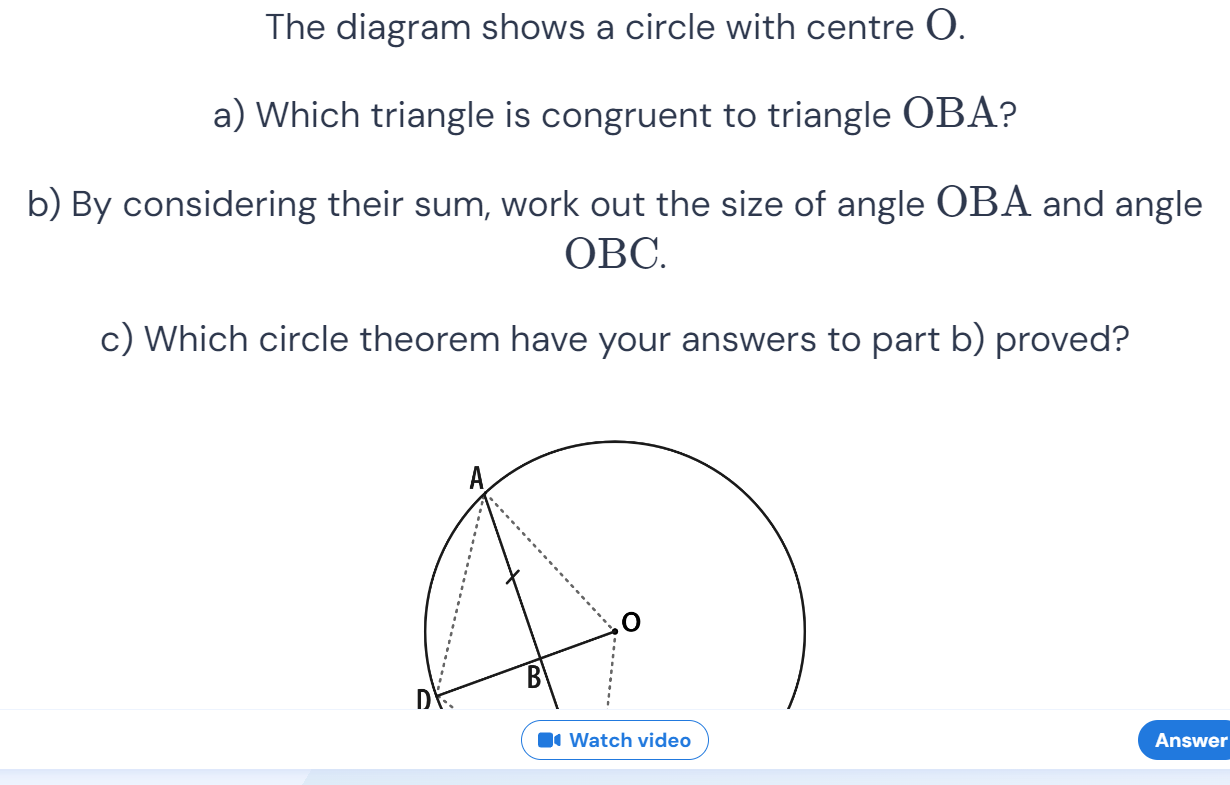 The diagram shows a circle with centre O.
a) Which triangle is congruent to triangle OBA?
b) By considering their sum, work out the size of angle OBA and angle
OBC.
c) Which circle theorem have your answers to part b) proved?
A
O
B
D
Watch video
Answer